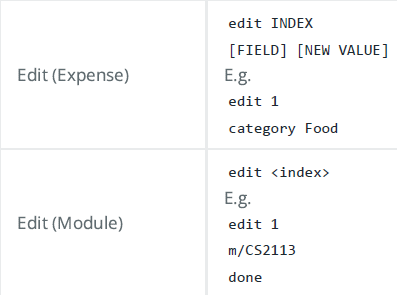 Edit (Expense)
edit INDEX
[FIELD] [NEW VALUE]
E.g.
edit 1
category Food
Edit (Module)
edit <index>
E.g.
edit 1
m/CS2113
done